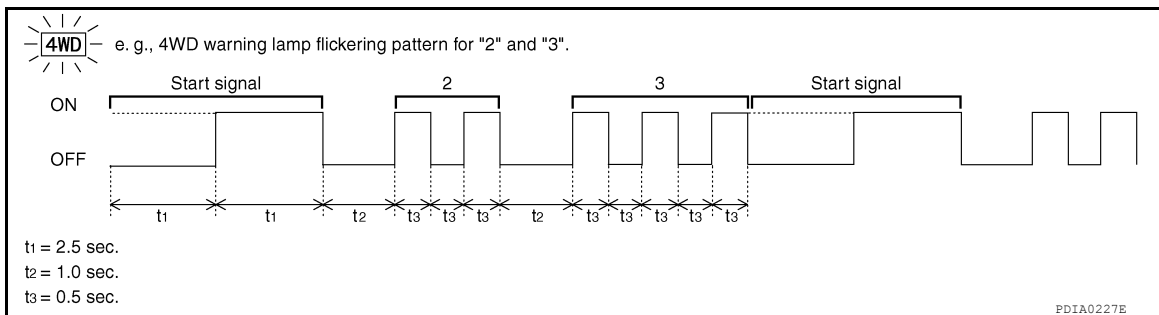 4WD e. g., 4WD warning lamp flickering pattern for "2" and "3".
Start signal 2 3 Start signal
ON
OFF
t1 t1 t2 t3 t3 t3 t2 t3 t3 t3 t3 t3
t1 = 2.5 sec.
t2 = 1.0 sec.
t3 = 0.5 sec.
PDIA0227E